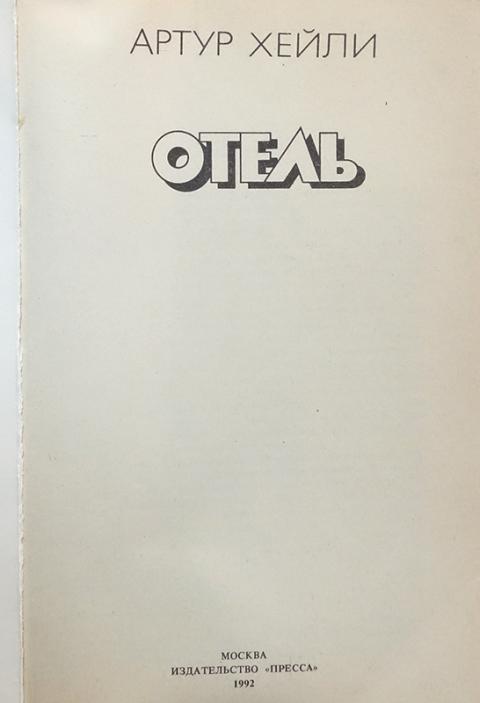 АРТУР ХЕЙЛИ
ОТЕЛЬ
МОСКВА
ИЗДАТЕЛЬСТВО «ПРЕССА»
1992